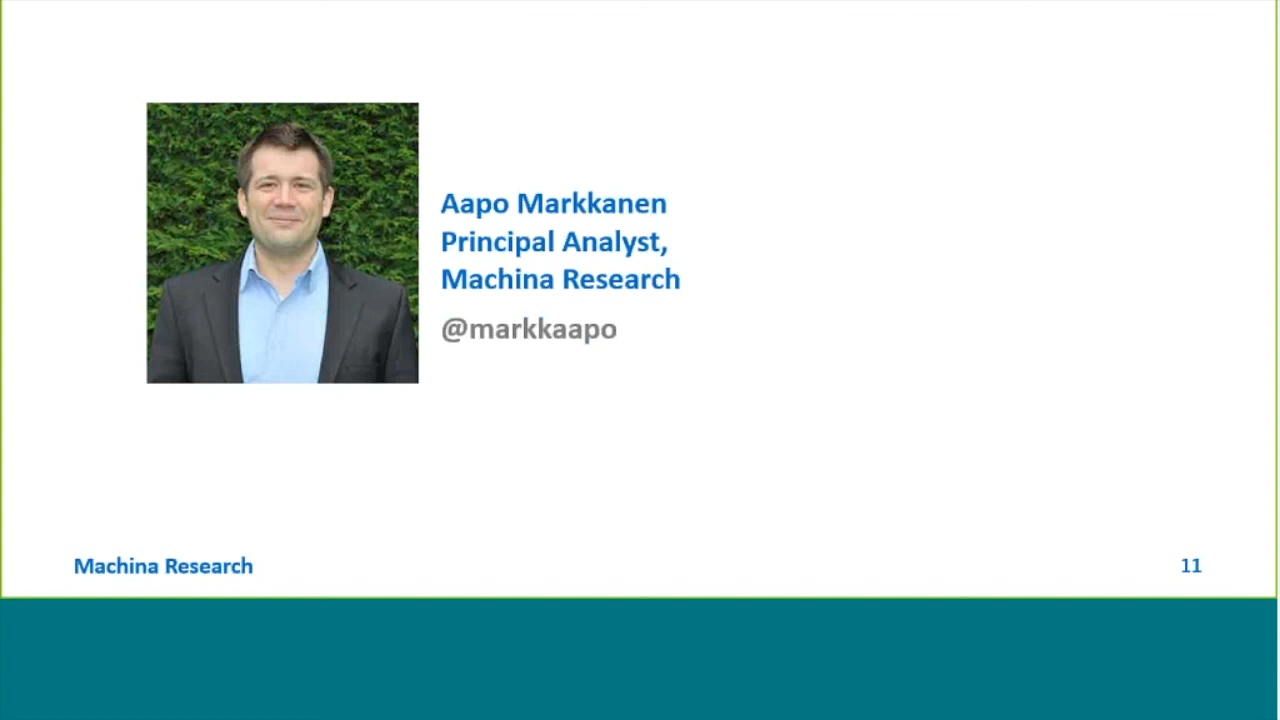 Aapo Markkanen
Principal Analyst,
Machina Research
@markkaapo
Machina Research
11